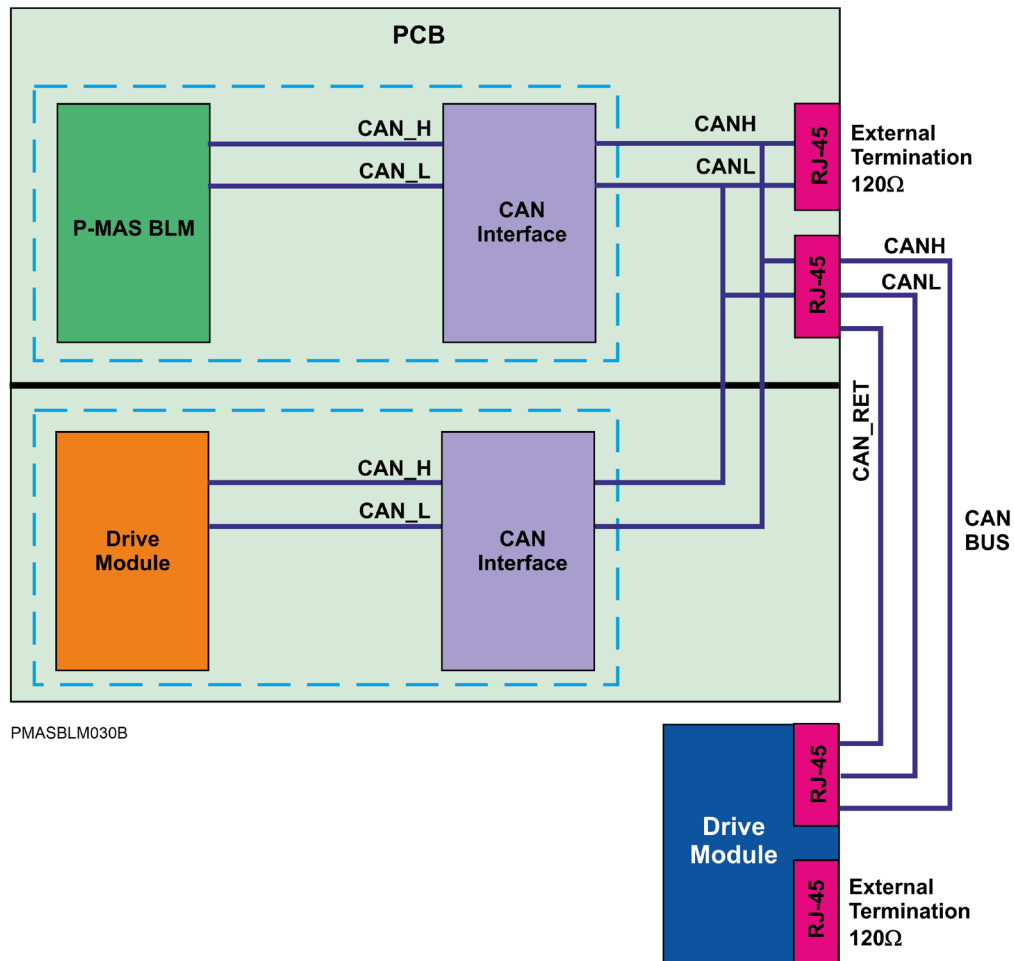 PCB
P-MAS BLM
CAN_H
CAN_L
CAN
Interface
CANH
CANL
RJ-45
External
Termination
120Ω
RJ-45
CANH
CANL
CAN_RET
CAN
BUS
Drive
Module
CAN_H
CAN_L
CAN
Interface
PMASBLM030B
Drive
Module
RJ-45
RJ-45
External
Termination
120Ω